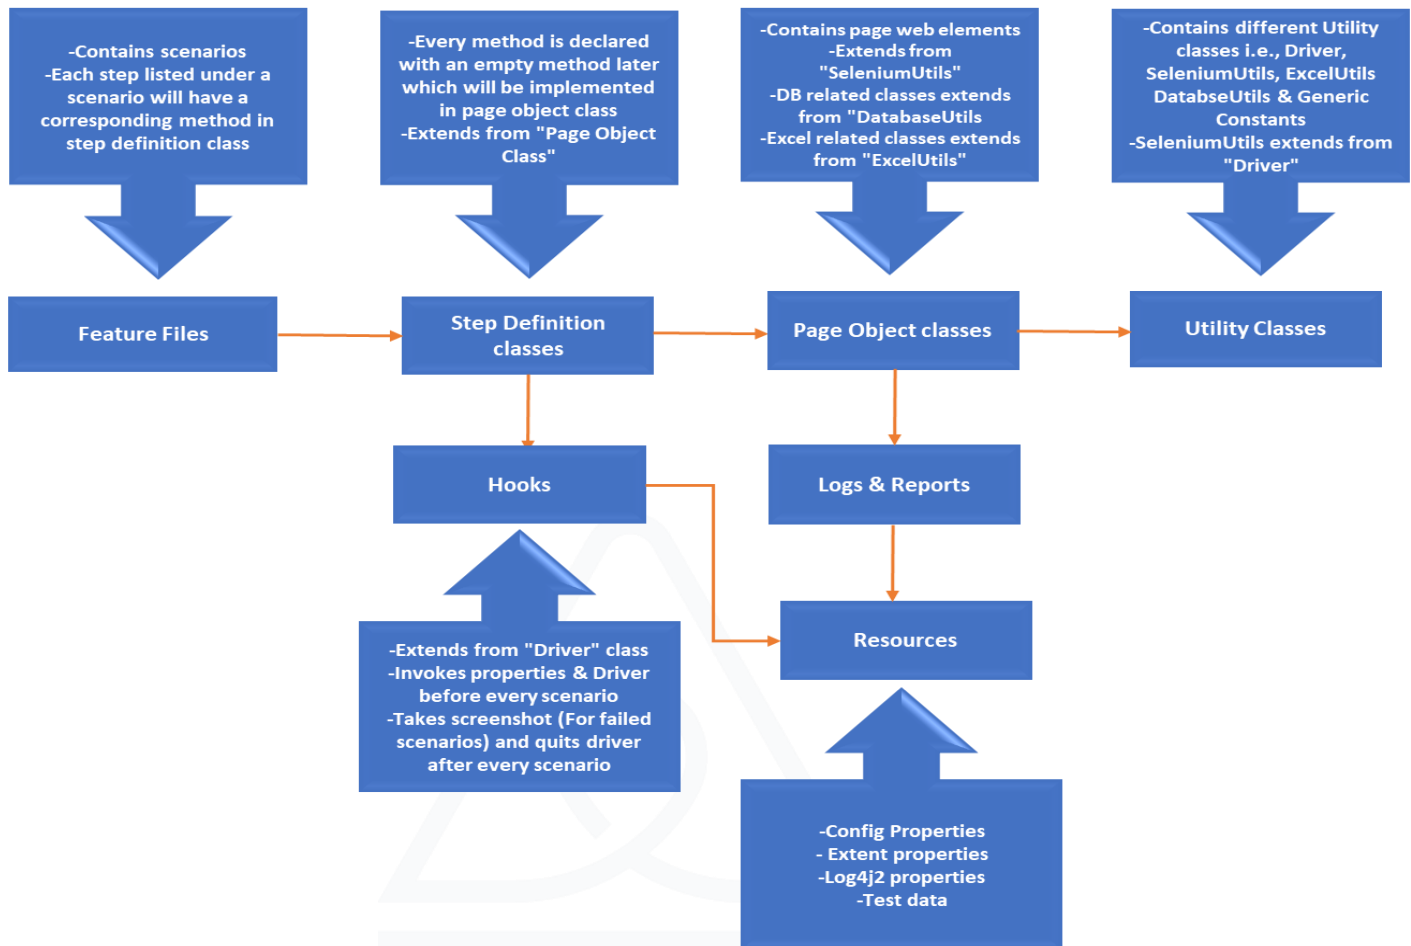 -Contains scenarios
-Each step listed under a
scenario will have a
corresponding method in
step definition class
-Every method is declared
with an empty method later
which will be implemented
in page object class
-Extends from "Page Object
Class"
-Contains page web elements
-Extends from
"SeleniumUtils"
-DB related classes extends
from "DatabaseUtils
-Excel related classes extends
from "ExcelUtils"
-Contains different Utility
classes i.e., Driver,
SeleniumUtils, ExcelUtils
DatabseUtils & Generic
Constants
-SeleniumUtils extends from
"Driver"
Feature Files
Step Definition
classes
Page Object classes
Utility Classes
Hooks
Logs & Reports
Resources
-Extends from "Driver" class
-Invokes properties & Driver
before every scenario
-Takes screenshot (For failed
scenarios) and quits driver
after every scenario
-Config Properties
- Extent properties
-Log4j2 properties
-Test data